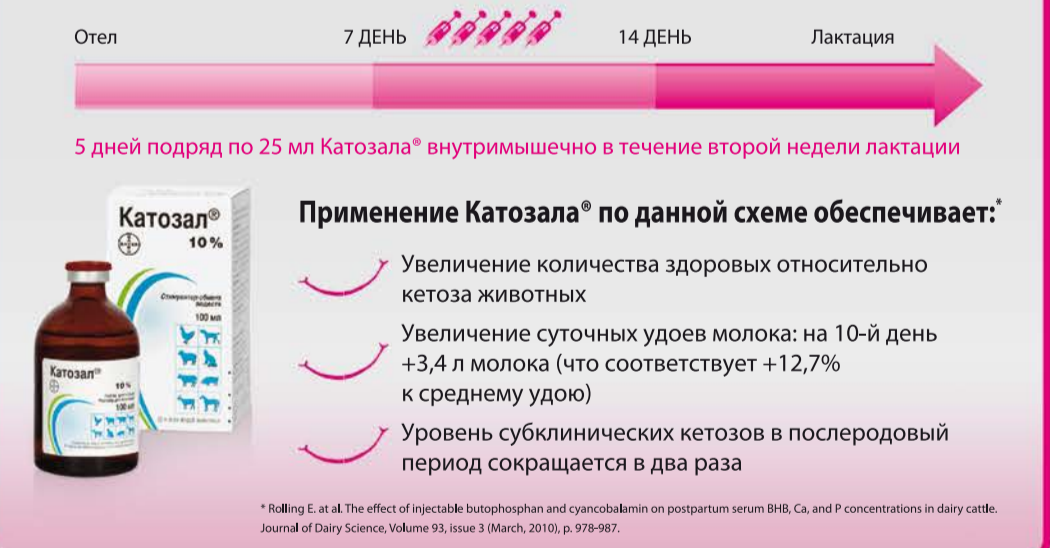 Отел 7 ДЕНЬ 14 ДЕНЬ Лактация
5 дней подряд по 25 мл Катозала® внутримышечно в течение второй недели лактации
Применение Катозала® по данной схеме обеспечивает:*
Увеличение количества здоровых относительно
кетоза животных
Увеличение суточных удоев молока: на 10-й день
+3,4 л молока (что соответствует +12,7%
к среднему удою)
Уровень субклинических кетозов в послеродовый
период сокращается в два раза
Катозал®
10%
Стимулятор обмена
веществ
100 мл
Катозал®
10%
100 мл
* Rolling E. at al. The effect of injectable butophosphan and cyancobalamin on postpartum serum BHB, Ca, and P concentrations in dairy cattle.
Journal of Dairy Science, Volume 93, issue 3 (March, 2010), p. 978-987.